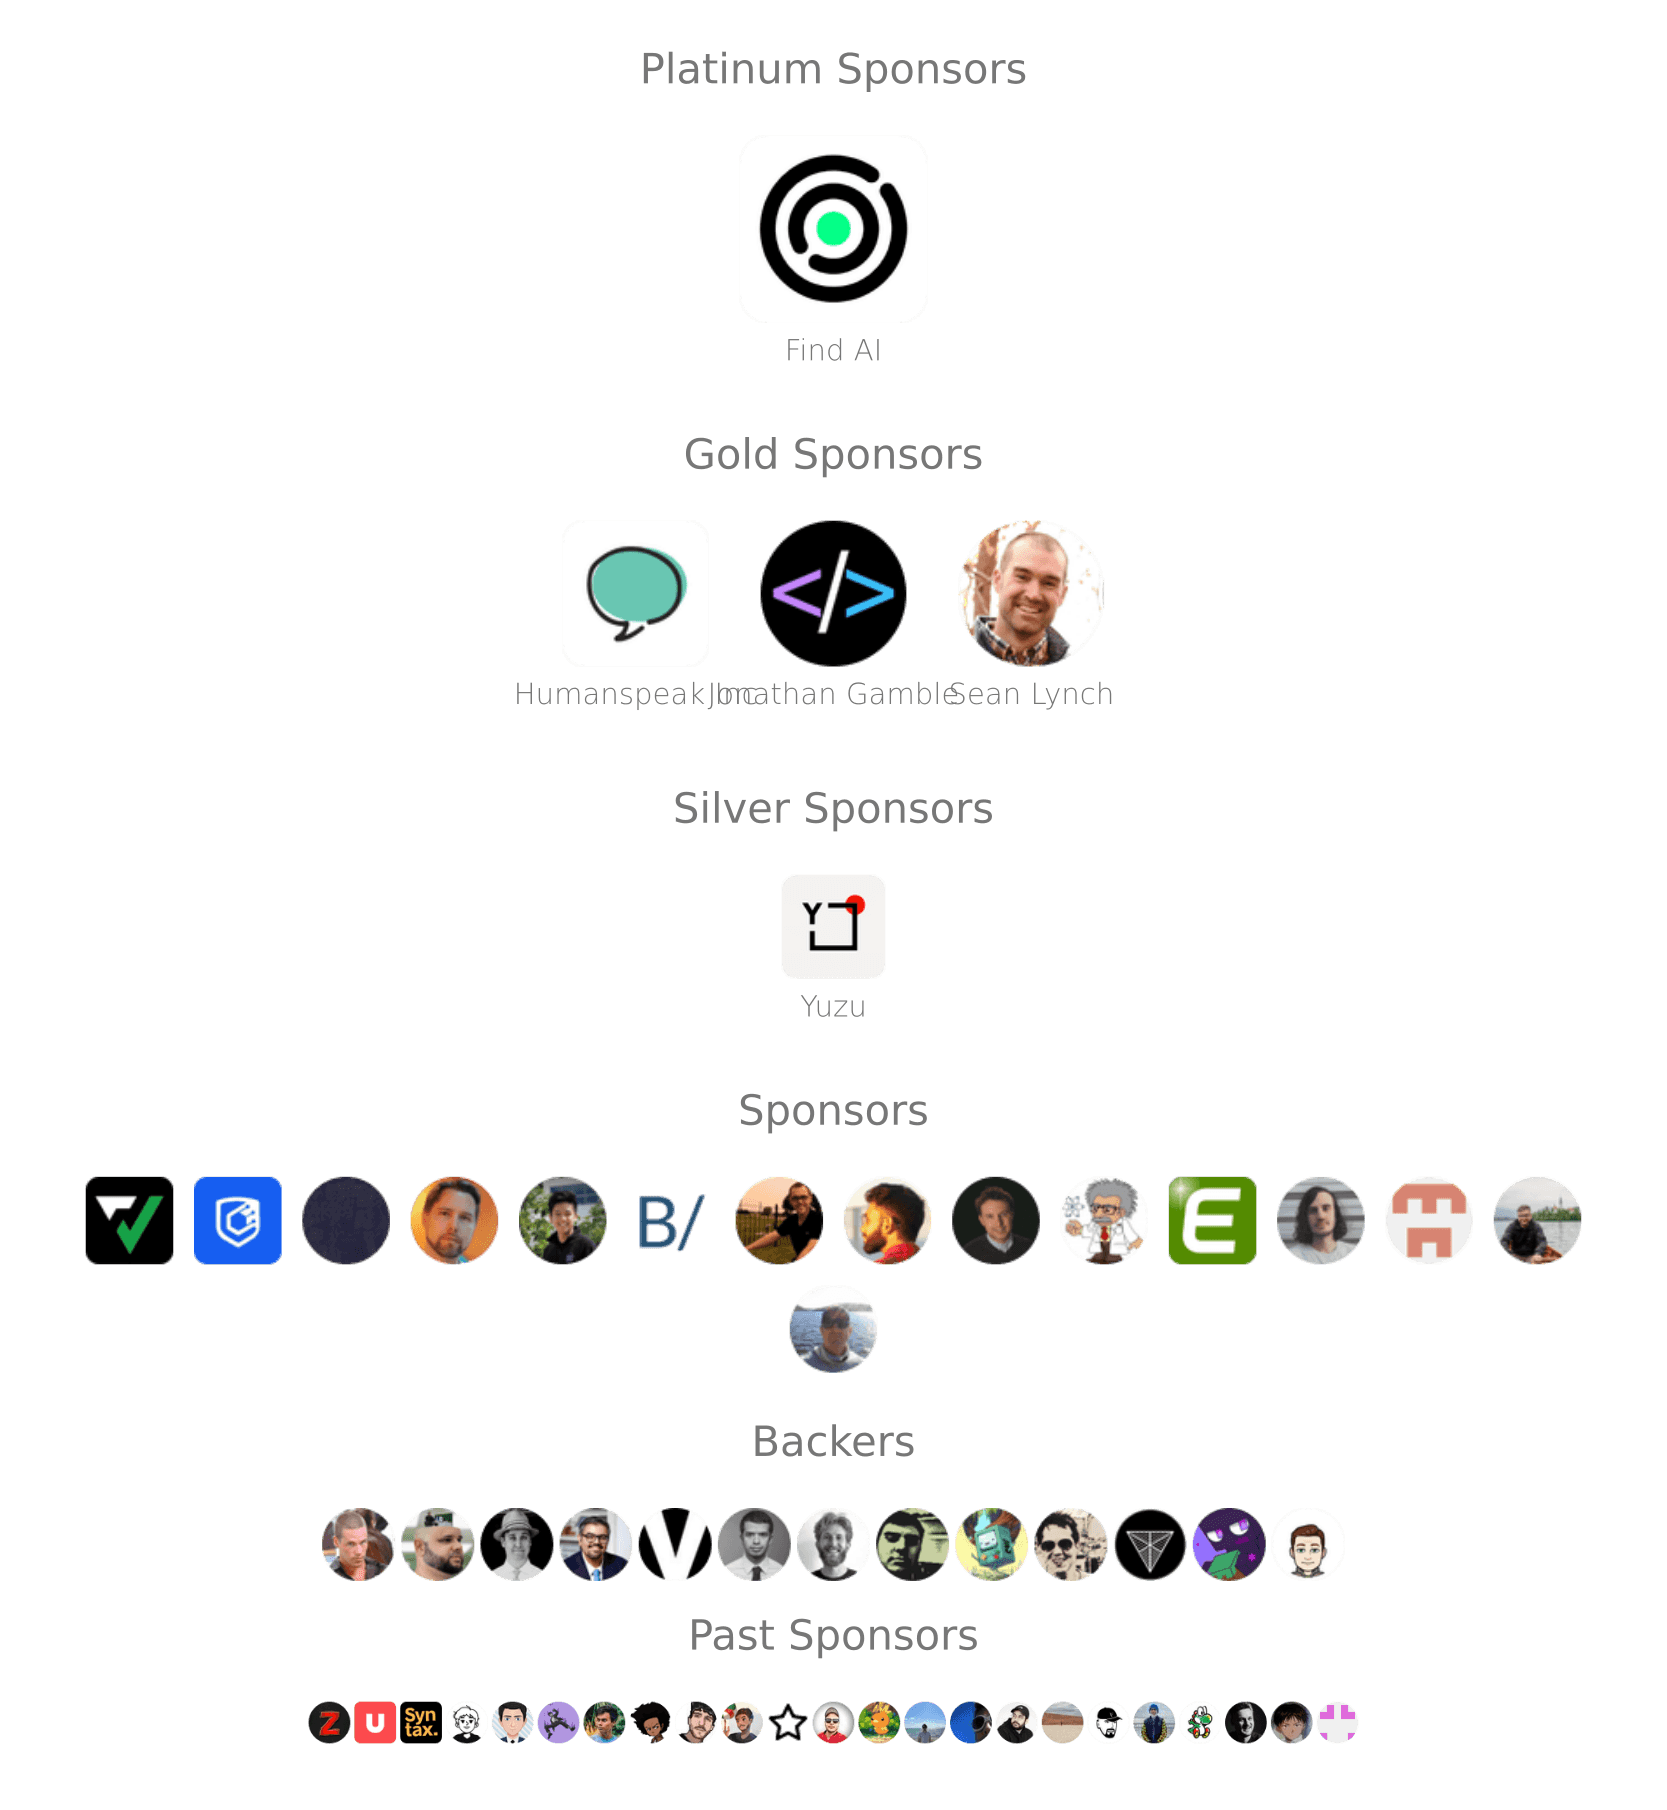 Platinum Sponsors
Find AI
Gold Sponsors
Humanspeak Inc Jonathan Gamble Sean Lynch
Silver Sponsors
Y
Yuzu
Sponsors
B/
E
Backers
V
Past Sponsors
Z U Syn
tax.